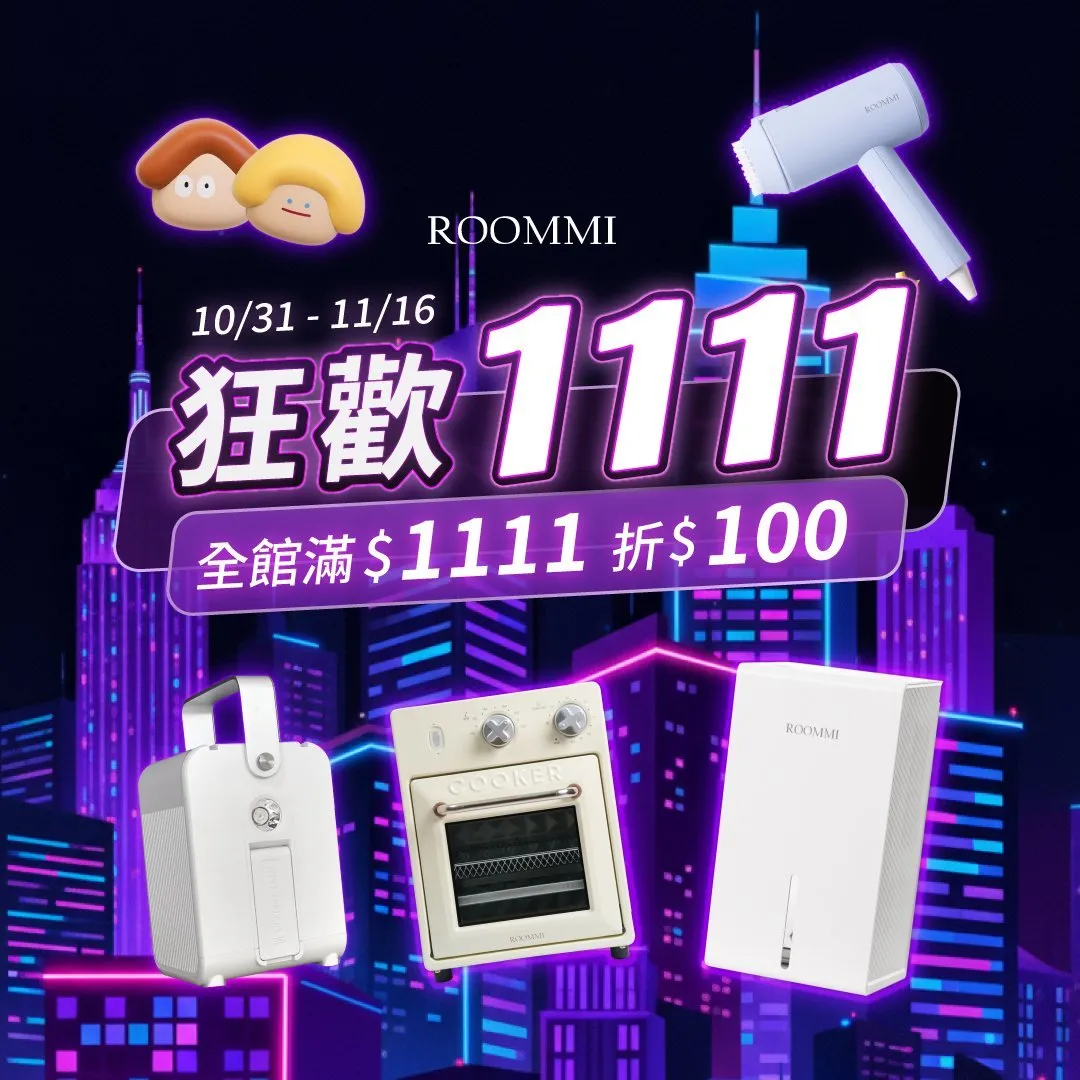 ROOMMI
ROOMMI
10/31 - 11/16
狂歡1111
全館滿$1111 折$100
COOKER
ROOMMI
ROOMMI